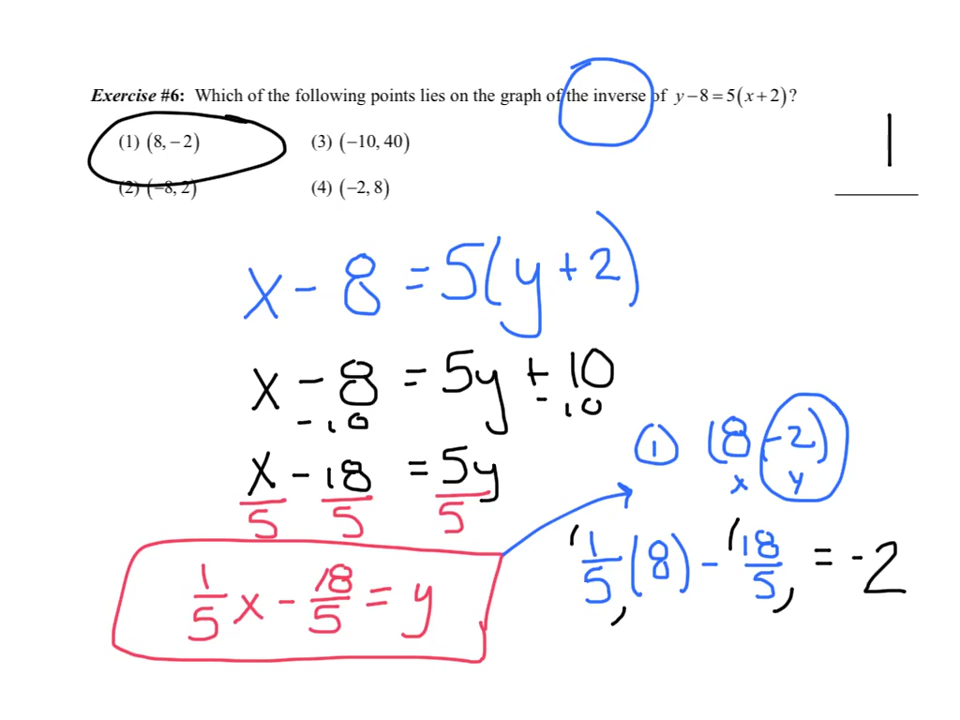 Exercise #6: Which of the following points lies on the graph of the inverse of y−8=5(x+2)?
(1) (8,−2) (3) (−10,40)
1
(2) (−8,2) (4) (−2,8)
x - 8 = 5(y + 2)
x - 8 = 5y + 10
-10 -10
x - 18 = 5y
5 5 5
1/5 x - 18/5 = y
① (8 -2)
x y
(1/5)(8) - (18/5) = -2